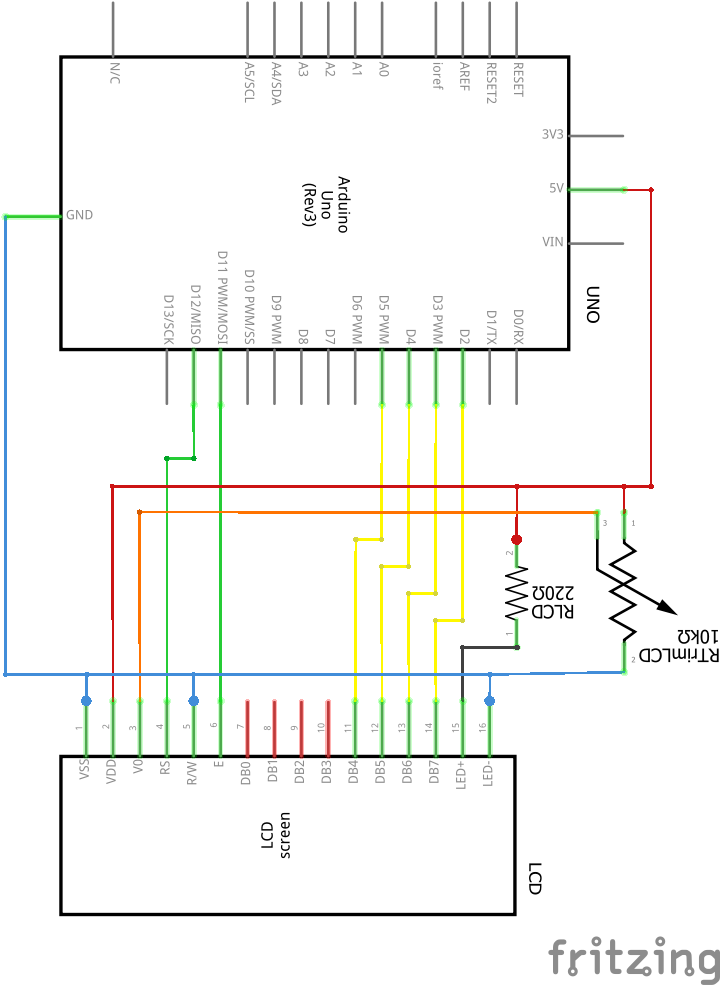 N/C
A5/SCL
A4/SDA
A3
A2
A1
A0
ioref
AREF
RESET2
RESET
3V3
5V
VIN
GND
Arduino
Uno
(Rev3)
UNO
D13/SCK
D12/MISO
D11 PWM/MOSI
D10 PWM/SS
D9 PWM
D8
D7
D6 PWM
D5 PWM
D4
D3 PWM
D2
D1/TX
D0/RX
3
1
2
RLCD
220Ω
1
RTrimLCD
10kΩ
2
1
2
3
4
5
6
7
8
9
10
11
12
13
14
15
16
VSS
VDD
V0
RS
R/W
E
DB0
DB1
DB2
DB3
DB4
DB5
DB6
DB7
LED+
LED-
LCD
screen
LCD
fritzing